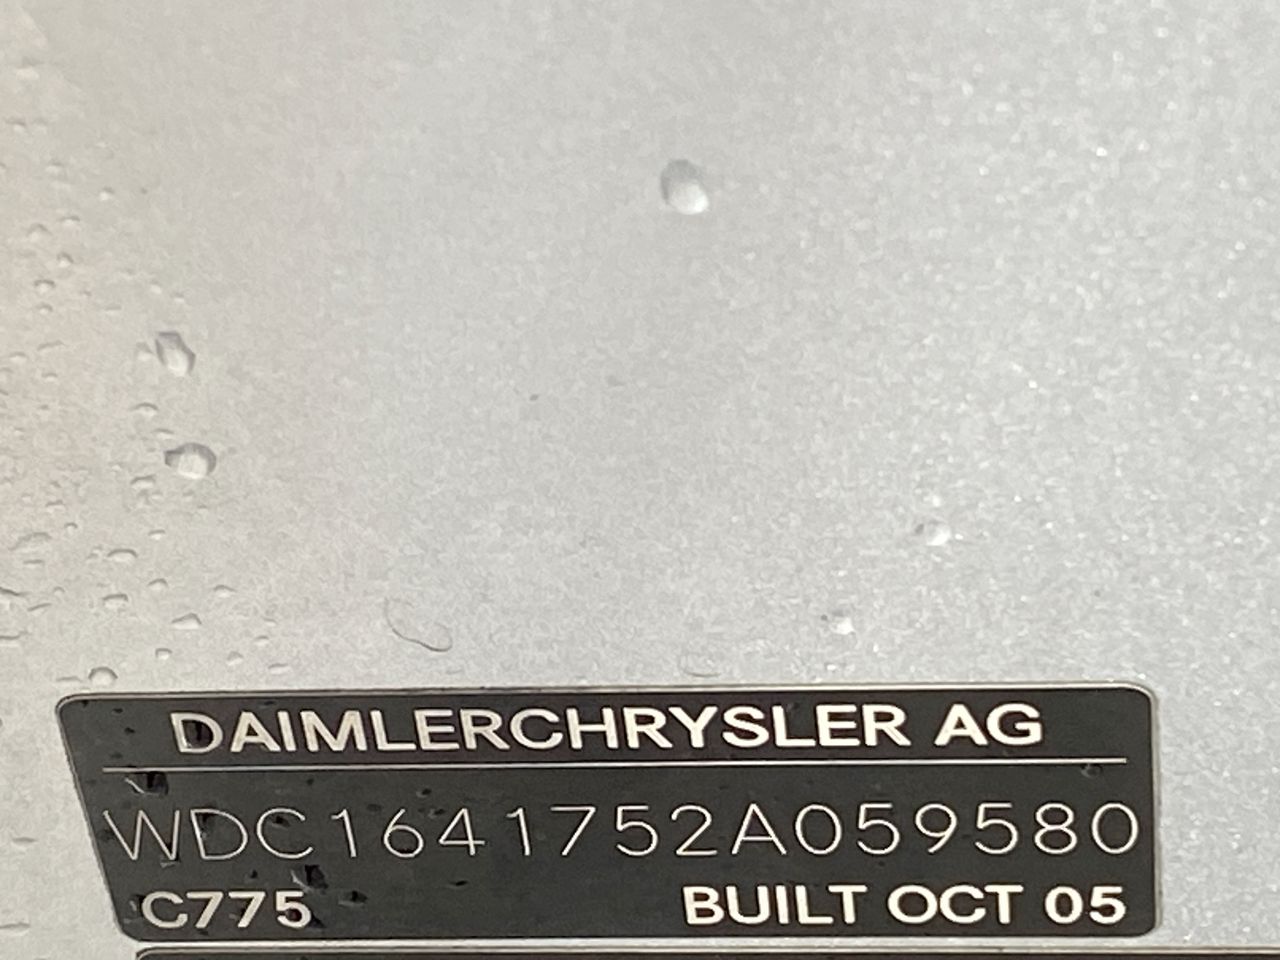 DAIMLERCHRYSLER AG
WDC1641752A059580
C775 BUILT OCT 05